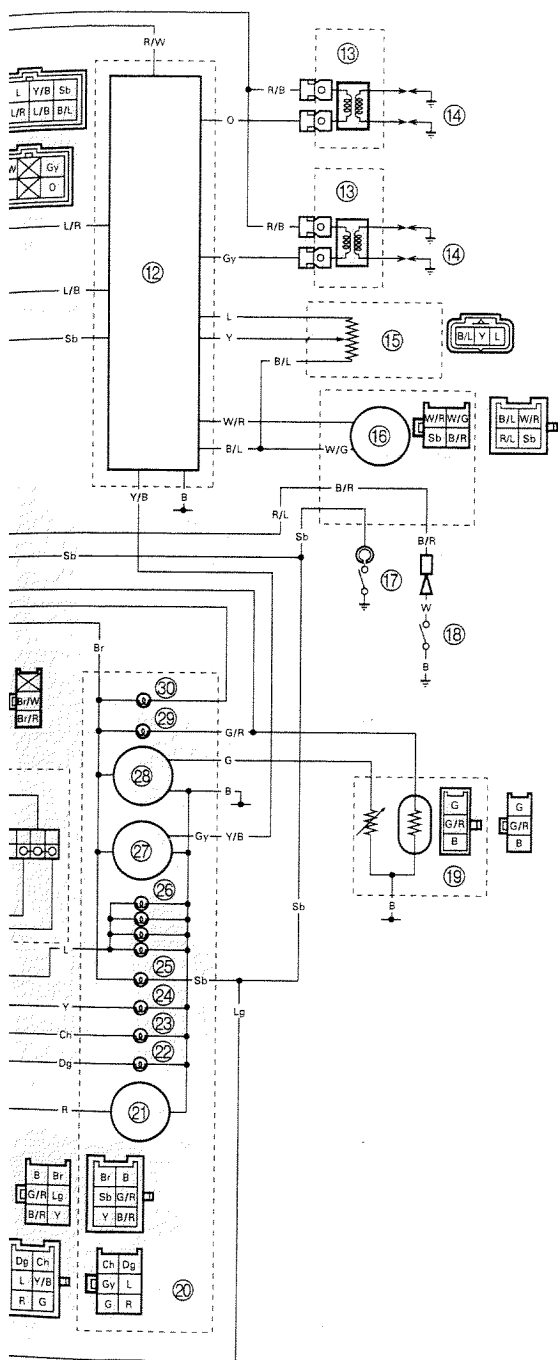 R/W
13
L Y/B Sb
L/R L/B B/L
R/B
O
14
W Gy
O
13
L/R
R/B
14
12
Gy
L/B
L
15
B/L Y L
Sb
Y
B/L
W/R
16
W/R W/G
Sb B/R
B/L W/R
R/L Sb
B/L
W/G
Y/B
B
B/R
R/L
Sb
B/R
Sb
17
W
18
B
Br
30
Br/W
Br/R
29
G/R
G
28
B
G
G/R
B
G
G/R
B
Gy Y/B
27
19
B
26
Sb
L
25
Sb
24
Y
Lg
23
Ch
22
Dg
R
21
B Br
G/R Lg
B/R Y
Br B
Sb G/R
Y B/R
Dg Ch
L Y/B
R G
Ch Dg
Gy L
G R
20